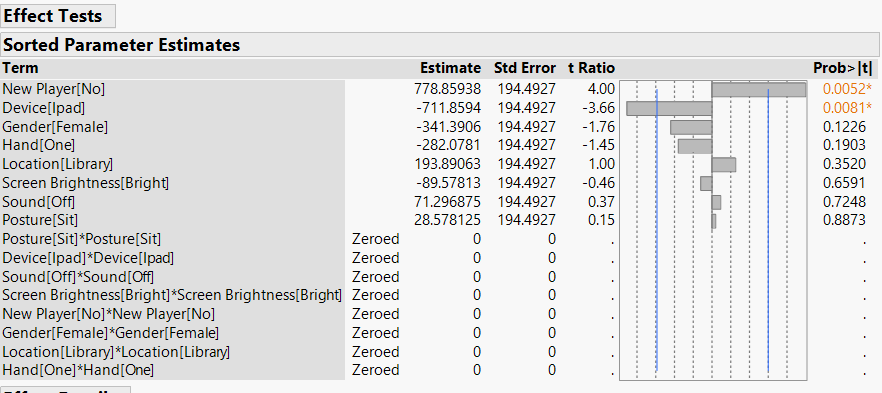 Effect Tests
Sorted Parameter Estimates
Term Estimate Std Error t Ratio Prob>|t|
New Player[No] 778.85938 194.4927 4.00 0.0052*
Device[Ipad] -711.8594 194.4927 -3.66 0.0081*
Gender[Female] -341.3906 194.4927 -1.76 0.1226
Hand[One] -282.0781 194.4927 -1.45 0.1903
Location[Library] 193.89063 194.4927 1.00 0.3520
Screen Brightness[Bright] -89.57813 194.4927 -0.46 0.6591
Sound[Off] 71.296875 194.4927 0.37 0.7248
Posture[Sit] 28.578125 194.4927 0.15 0.8873
Posture[Sit]*Posture[Sit] Zeroed 0 0 . .
Device[Ipad]*Device[Ipad] Zeroed 0 0 . .
Sound[Off]*Sound[Off] Zeroed 0 0 . .
Screen Brightness[Bright]*Screen Brightness[Bright] Zeroed 0 0 . .
New Player[No]*New Player[No] Zeroed 0 0 . .
Gender[Female]*Gender[Female] Zeroed 0 0 . .
Location[Library]*Location[Library] Zeroed 0 0 . .
Hand[One]*Hand[One] Zeroed 0 0 . .